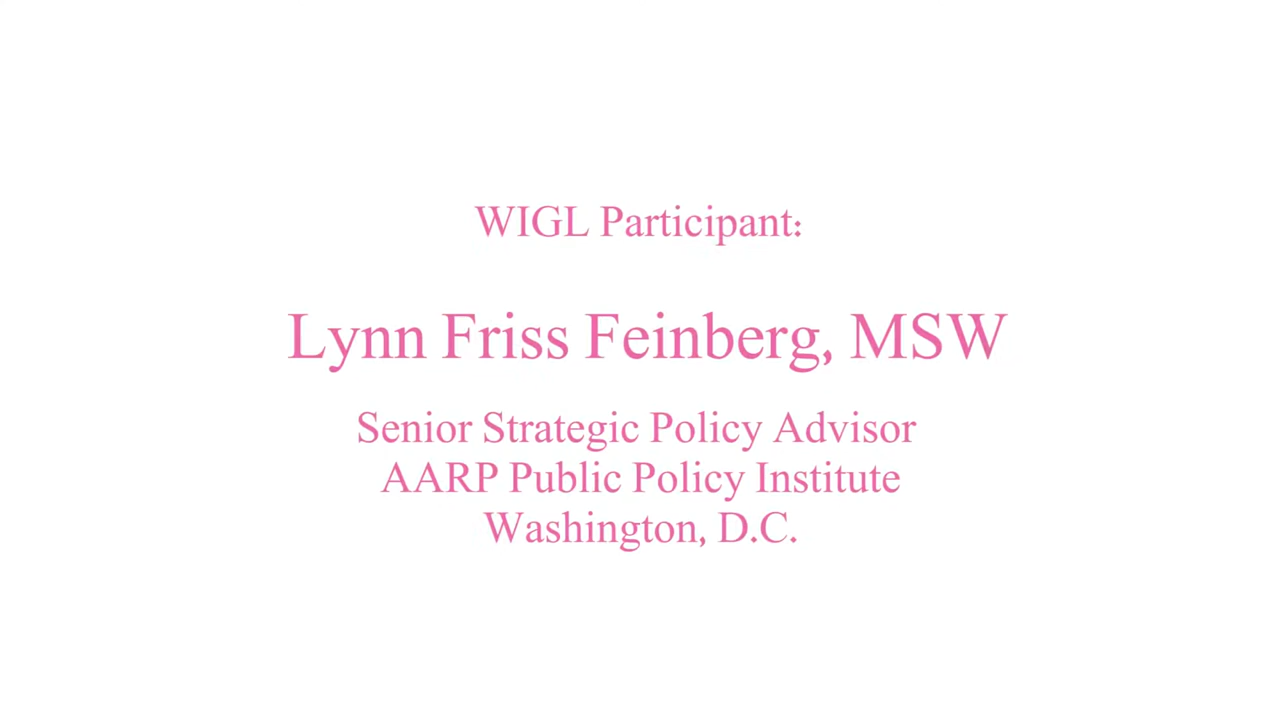 WIGL Participant:
Lynn Friss Feinberg, MSW
Senior Strategic Policy Advisor
AARP Public Policy Institute
Washington, D.C.